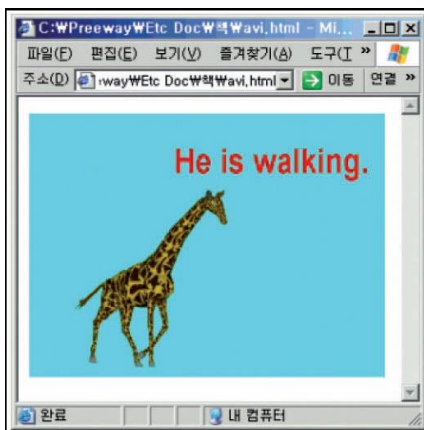 C:₩Preeway₩Etc Doc₩책₩avi,html - Mi...
파일(F) 편집(E) 보기(V) 즐겨찾기(A) 도구(T »
주소(D) way₩Etc Doc₩책₩avi,html 이동 연결 »
He is walking.
완료 내 컴퓨터